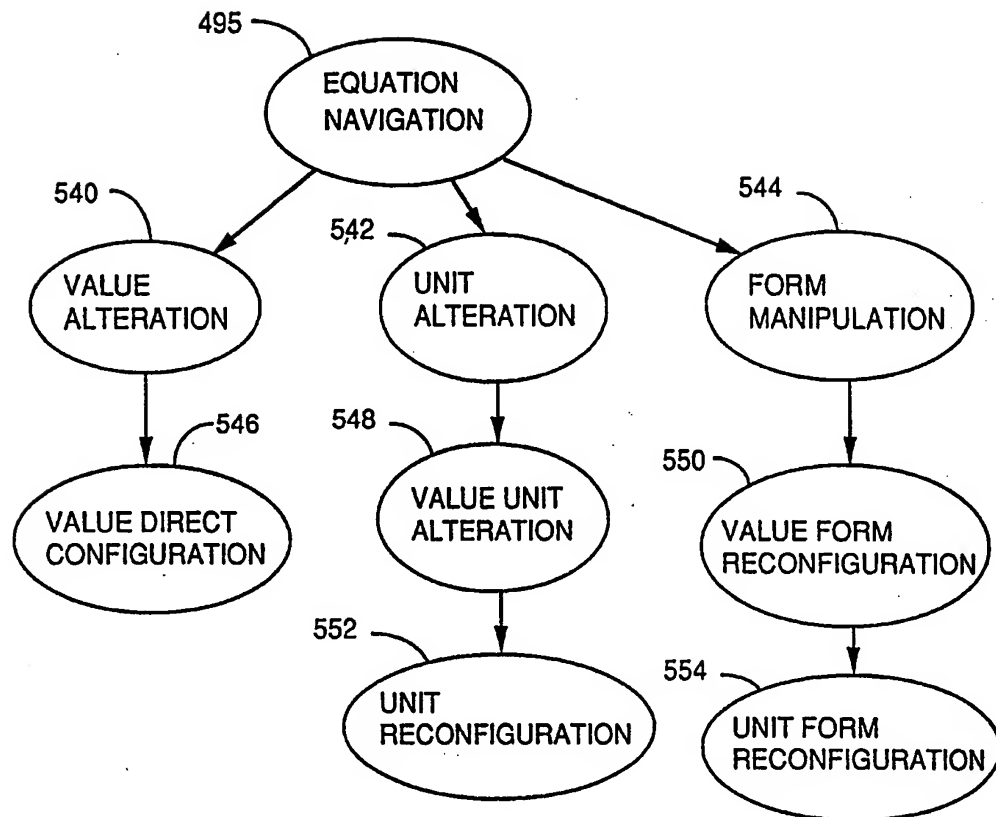 495
EQUATION
NAVIGATION
540
VALUE
ALTERATION
542
UNIT
ALTERATION
544
FORM
MANIPULATION
546
VALUE DIRECT
CONFIGURATION
548
VALUE UNIT
ALTERATION
550
VALUE FORM
RECONFIGURATION
552
UNIT
RECONFIGURATION
554
UNIT FORM
RECONFIGURATION